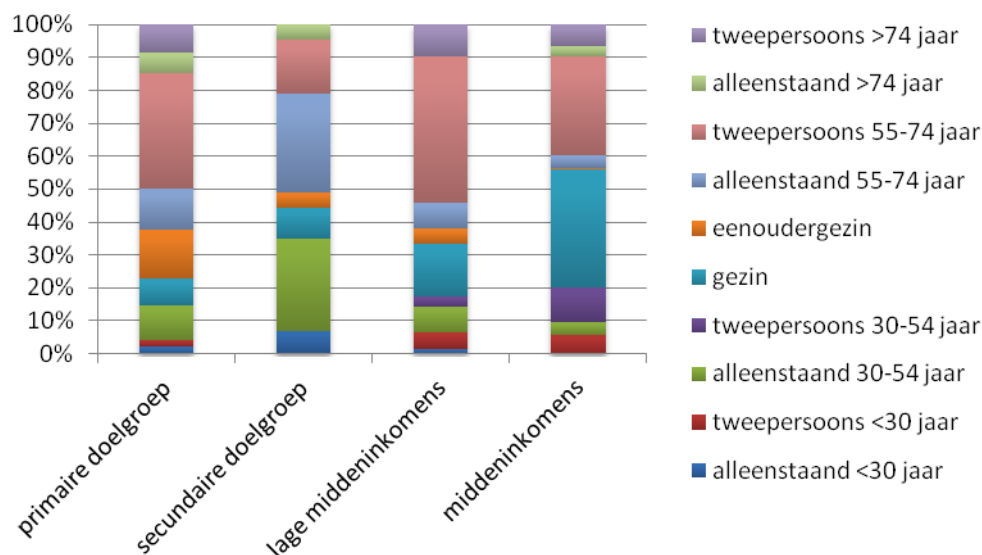 100%
90%
80%
70%
60%
50%
40%
30%
20%
10%
0%
primaire doelgroep
secundaire doelgroep
lage middeninkomens
middeninkomens
tweepersoons >74 jaar
alleenstaand >74 jaar
tweepersoons 55-74 jaar
alleenstaand 55-74 jaar
eenoudergezin
gezin
tweepersoons 30-54 jaar
alleenstaand 30-54 jaar
tweepersoons <30 jaar
alleenstaand <30 jaar